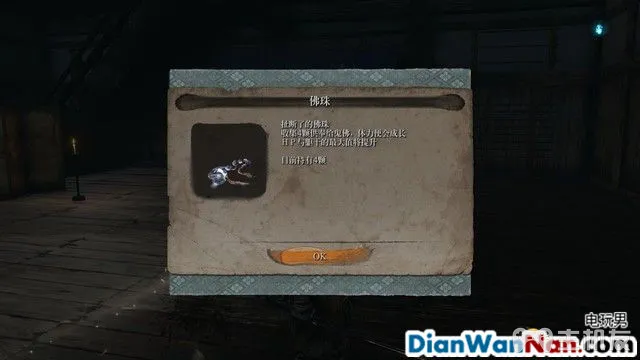 佛珠
扯断了的佛珠
收集4颗供奉给鬼佛，体力便会成长
HP与躯干的最大值将提升
目前持有4颗
OK
电玩男
DianWanNan.com